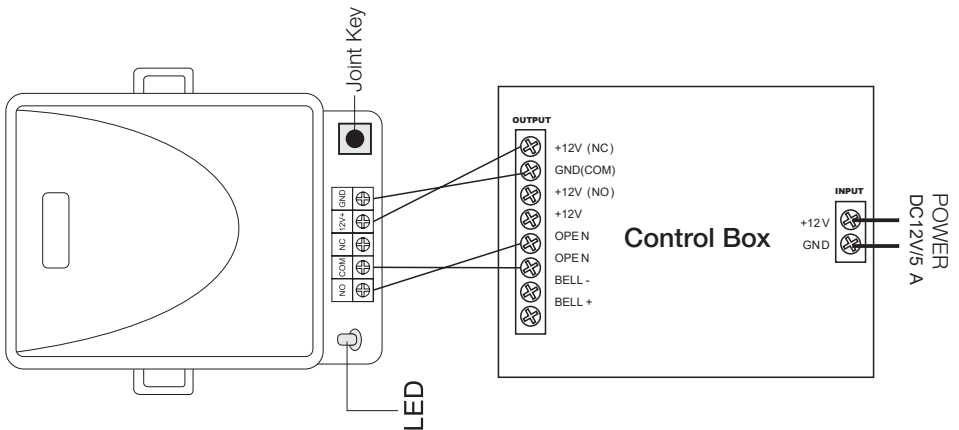 Joint Key
GND
12V+
NC
COM
NO
LED
OUTPUT
+12V (NC)
GND(COM)
+12V (NO)
+12V
OPEN
OPEN
BELL -
BELL +
Control Box
INPUT
+12V
GND
POWER
DC12V/5 A